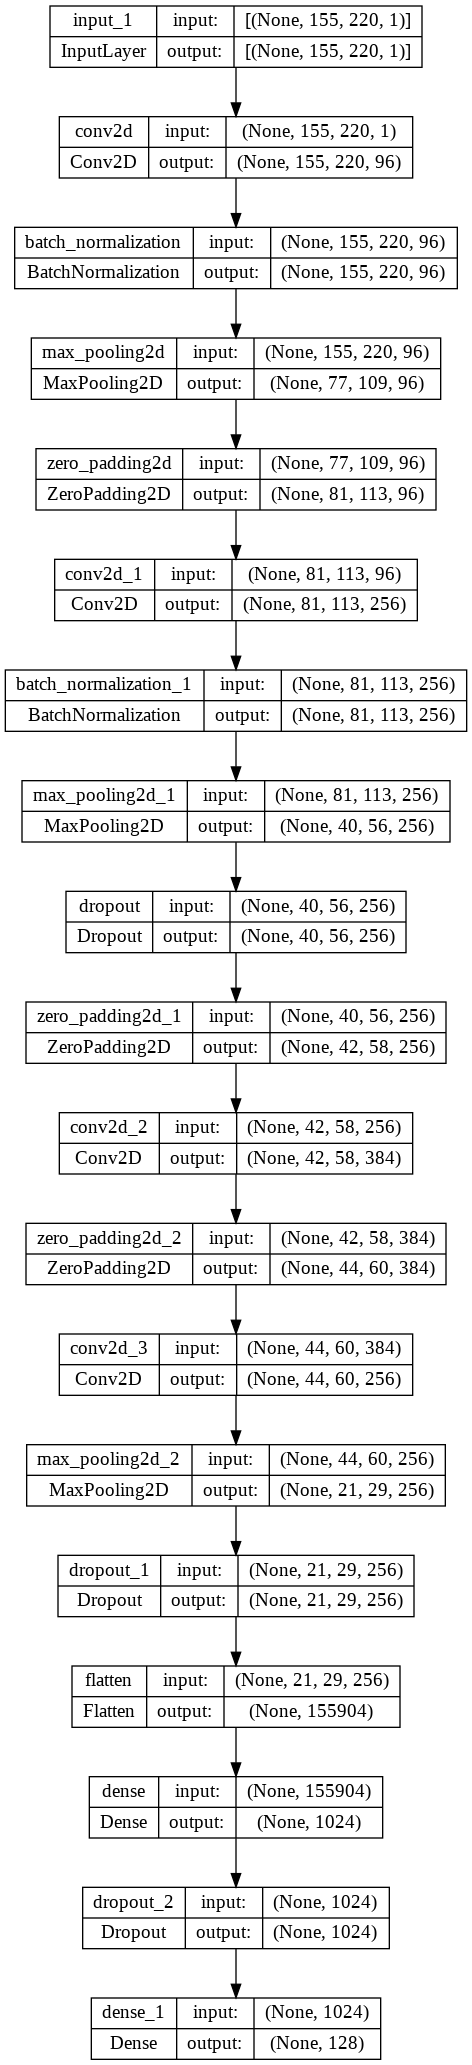 input_1 input: [(None, 155, 220, 1)]
InputLayer output: [(None, 155, 220, 1)]
conv2d input: (None, 155, 220, 1)
Conv2D output: (None, 155, 220, 96)
batch_normalization input: (None, 155, 220, 96)
BatchNormalization output: (None, 155, 220, 96)
max_pooling2d input: (None, 155, 220, 96)
MaxPooling2D output: (None, 77, 109, 96)
zero_padding2d input: (None, 77, 109, 96)
ZeroPadding2D output: (None, 81, 113, 96)
conv2d_1 input: (None, 81, 113, 96)
Conv2D output: (None, 81, 113, 256)
batch_normalization_1 input: (None, 81, 113, 256)
BatchNormalization output: (None, 81, 113, 256)
max_pooling2d_1 input: (None, 81, 113, 256)
MaxPooling2D output: (None, 40, 56, 256)
dropout input: (None, 40, 56, 256)
Dropout output: (None, 40, 56, 256)
zero_padding2d_1 input: (None, 40, 56, 256)
ZeroPadding2D output: (None, 42, 58, 256)
conv2d_2 input: (None, 42, 58, 256)
Conv2D output: (None, 42, 58, 384)
zero_padding2d_2 input: (None, 42, 58, 384)
ZeroPadding2D output: (None, 44, 60, 384)
conv2d_3 input: (None, 44, 60, 384)
Conv2D output: (None, 44, 60, 256)
max_pooling2d_2 input: (None, 44, 60, 256)
MaxPooling2D output: (None, 21, 29, 256)
dropout_1 input: (None, 21, 29, 256)
Dropout output: (None, 21, 29, 256)
flatten input: (None, 21, 29, 256)
Flatten output: (None, 155904)
dense input: (None, 155904)
Dense output: (None, 1024)
dropout_2 input: (None, 1024)
Dropout output: (None, 1024)
dense_1 input: (None, 1024)
Dense output: (None, 128)